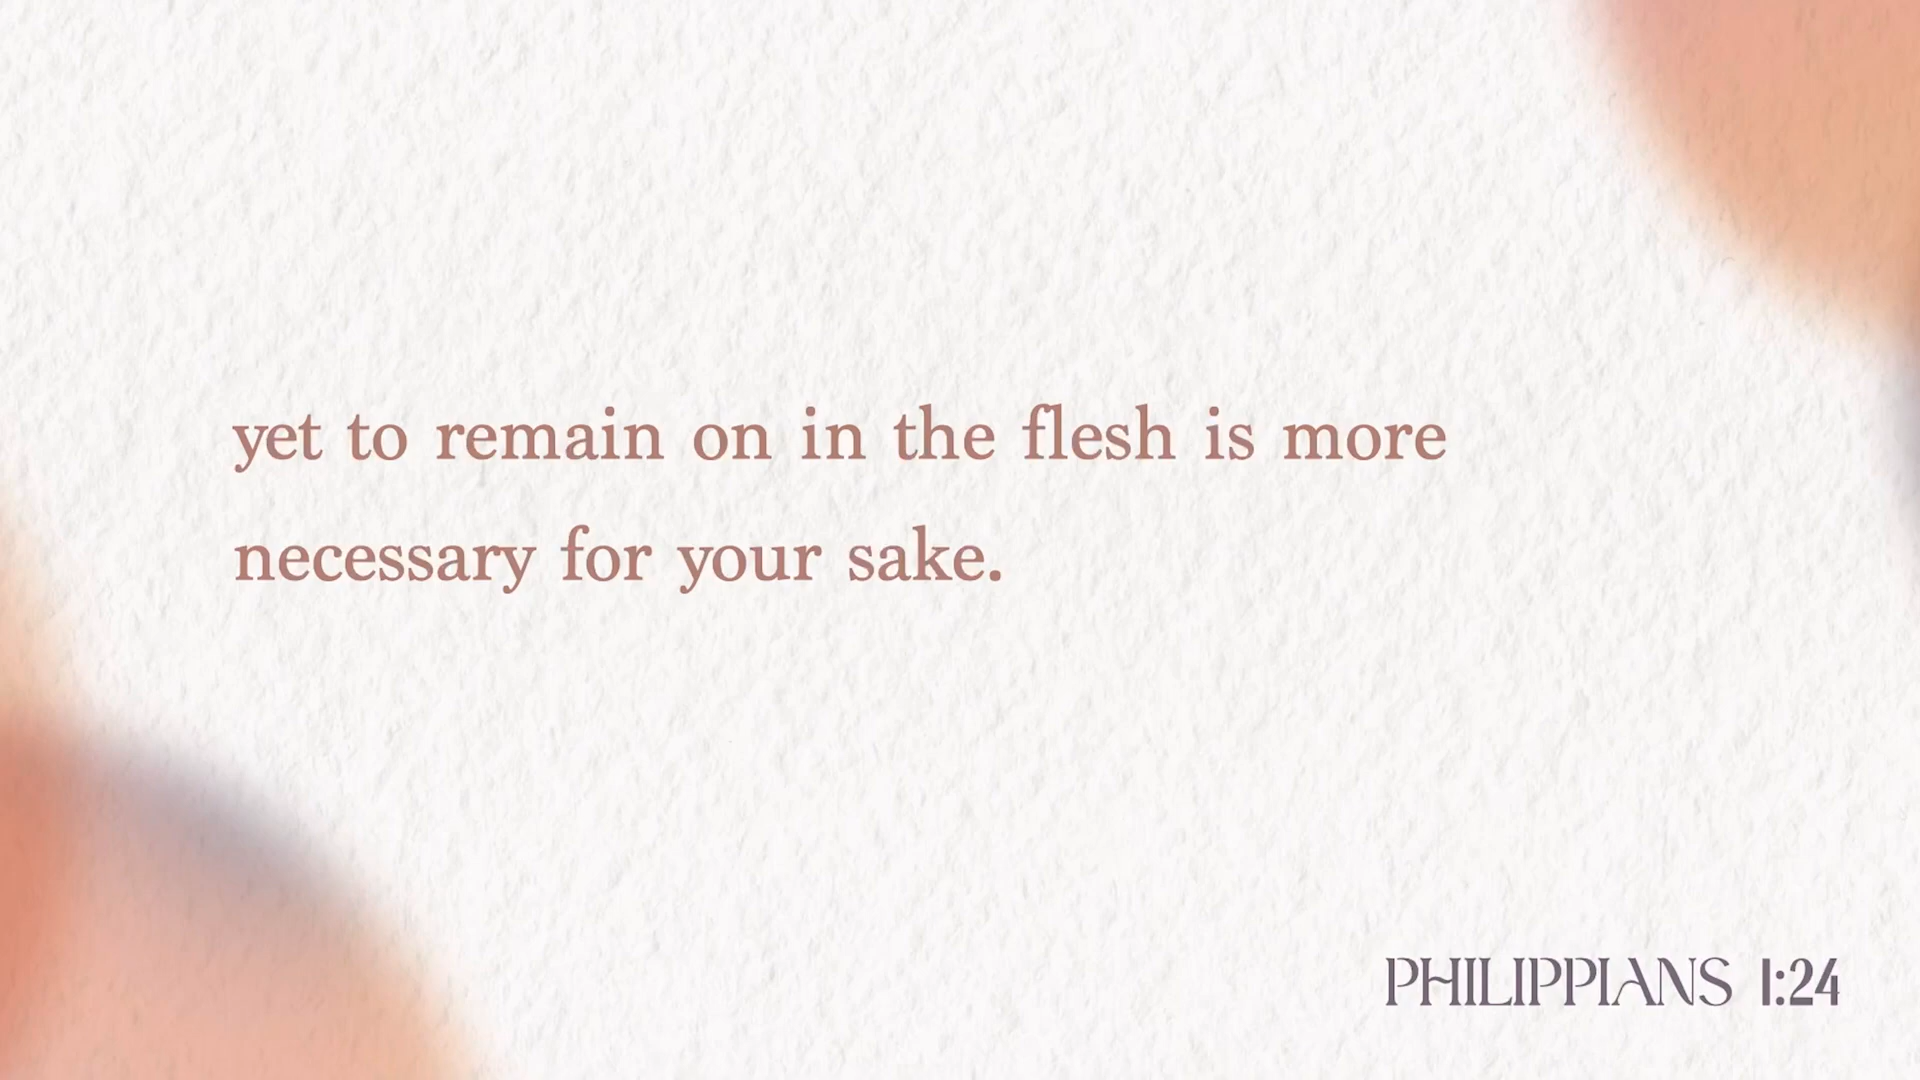 yet to remain on in the flesh is more
necessary for your sake.
PHILIPPIANS 1:24